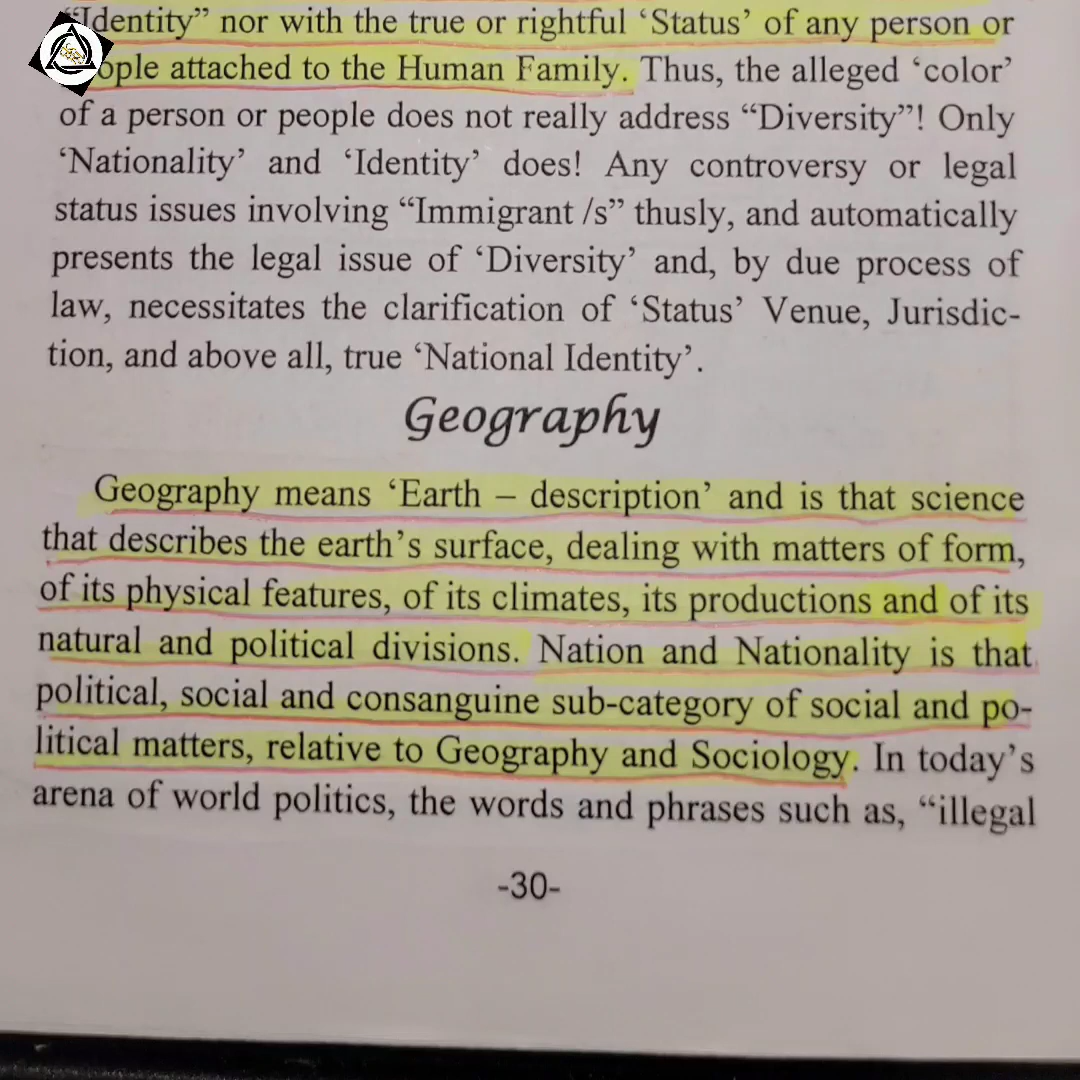 “Identity” nor with the true or rightful ‘Status’ of any person or
ople attached to the Human Family. Thus, the alleged ‘color’
of a person or people does not really address “Diversity”! Only
‘Nationality’ and ‘Identity’ does! Any controversy or legal
status issues involving “Immigrant /s” thusly, and automatically
presents the legal issue of ‘Diversity’ and, by due process of
law, necessitates the clarification of ‘Status’ Venue, Jurisdic-
tion, and above all, true ‘National Identity’.
Geography
Geography means ‘Earth – description’ and is that science
that describes the earth’s surface, dealing with matters of form,
of its physical features, of its climates, its productions and of its
natural and political divisions. Nation and Nationality is that
political, social and consanguine sub-category of social and po-
litical matters, relative to Geography and Sociology. In today’s
arena of world politics, the words and phrases such as, “illegal
-30-